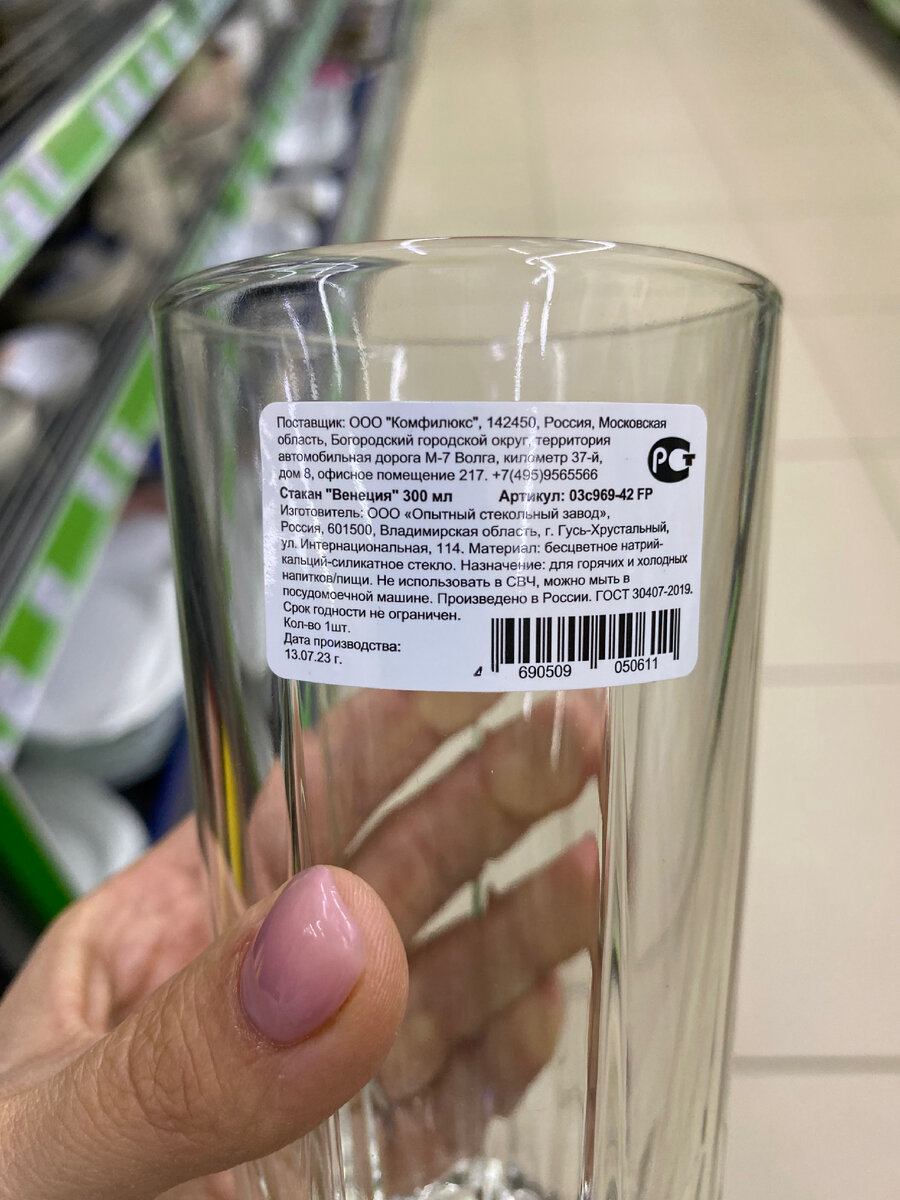 Поставщик: ООО "Комфилюкс", 142450, Россия, Московская
область, Богородский городской округ, территория
автомобильная дорога М-7 Волга, километр 37-й,
дом 8, офисное помещение 217. +7(495)9565566
РСТ
Стакан "Венеция" 300 мл Артикул: 03с969-42 FP
Изготовитель: ООО «Опытный стекольный завод»,
Россия, 601500, Владимирская область, г. Гусь-Хрустальный,
ул. Интернациональная, 114. Материал: бесцветное натрий-
кальций-силикатное стекло. Назначение: для горячих и холодных
напитков/пищи. Не использовать в СВЧ, можно мыть в
посудомоечной машине. Произведено в России. ГОСТ 30407-2019.
Срок годности не ограничен.
Кол-во 1шт.
Дата производства:
13.07.23 г.
4 690509 050611